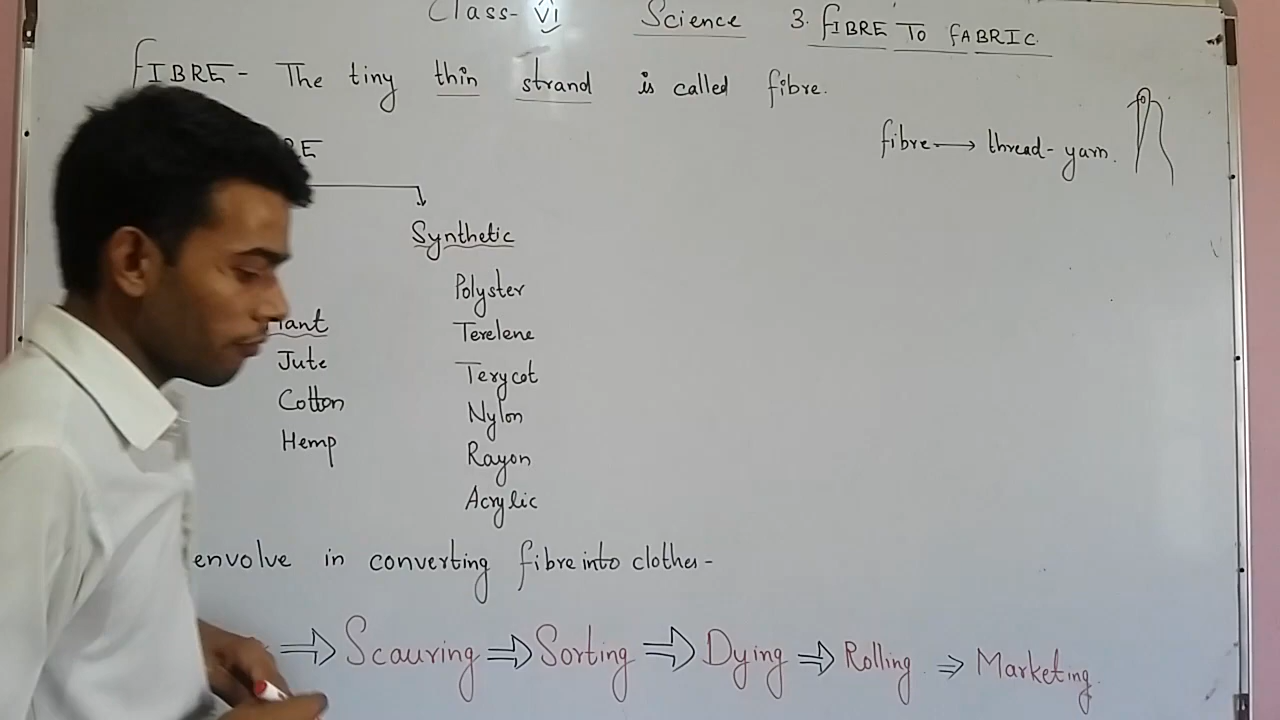 Class-VI Science 3. FIBRE TO FABRIC
FIBRE - The tiny thin strand is called fibre.
fibre → thread- yarn.
Synthetic
Polyster
Plant
Terelene
Jute
Terycot
Cotton
Nylon
Hemp
Rayon
Acrylic
envolve in converting fibre into clothes-
⇒ Scauring ⇒ Sorting ⇒ Dying ⇒ Rolling ⇒ Marketing.